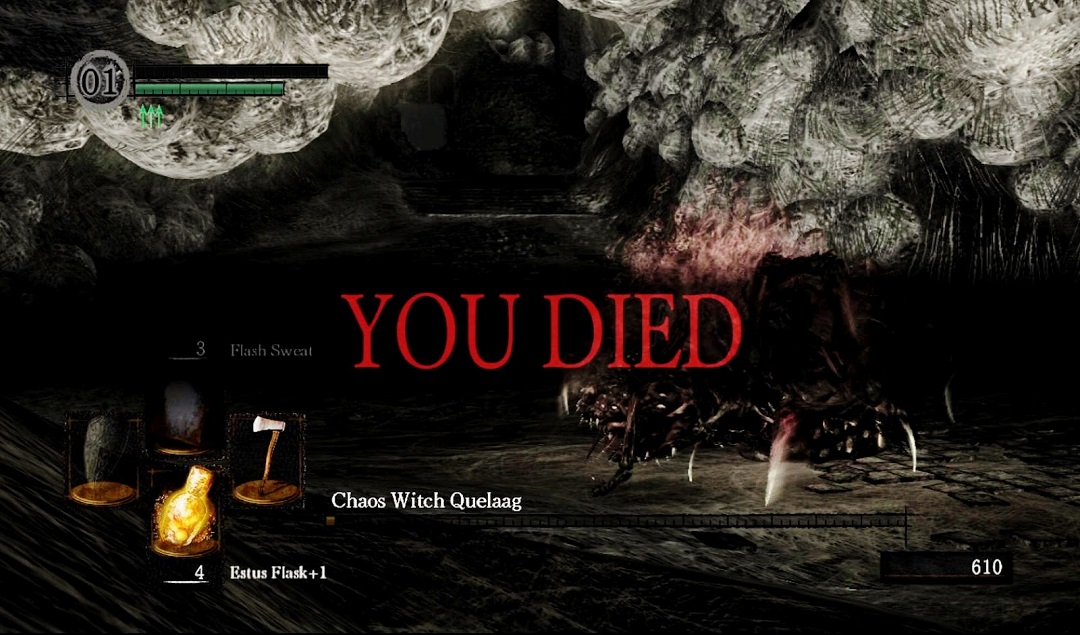 01
YOU DIED
3 Flash Sweat
Chaos Witch Quelaag
610
4 Estus Flask+1